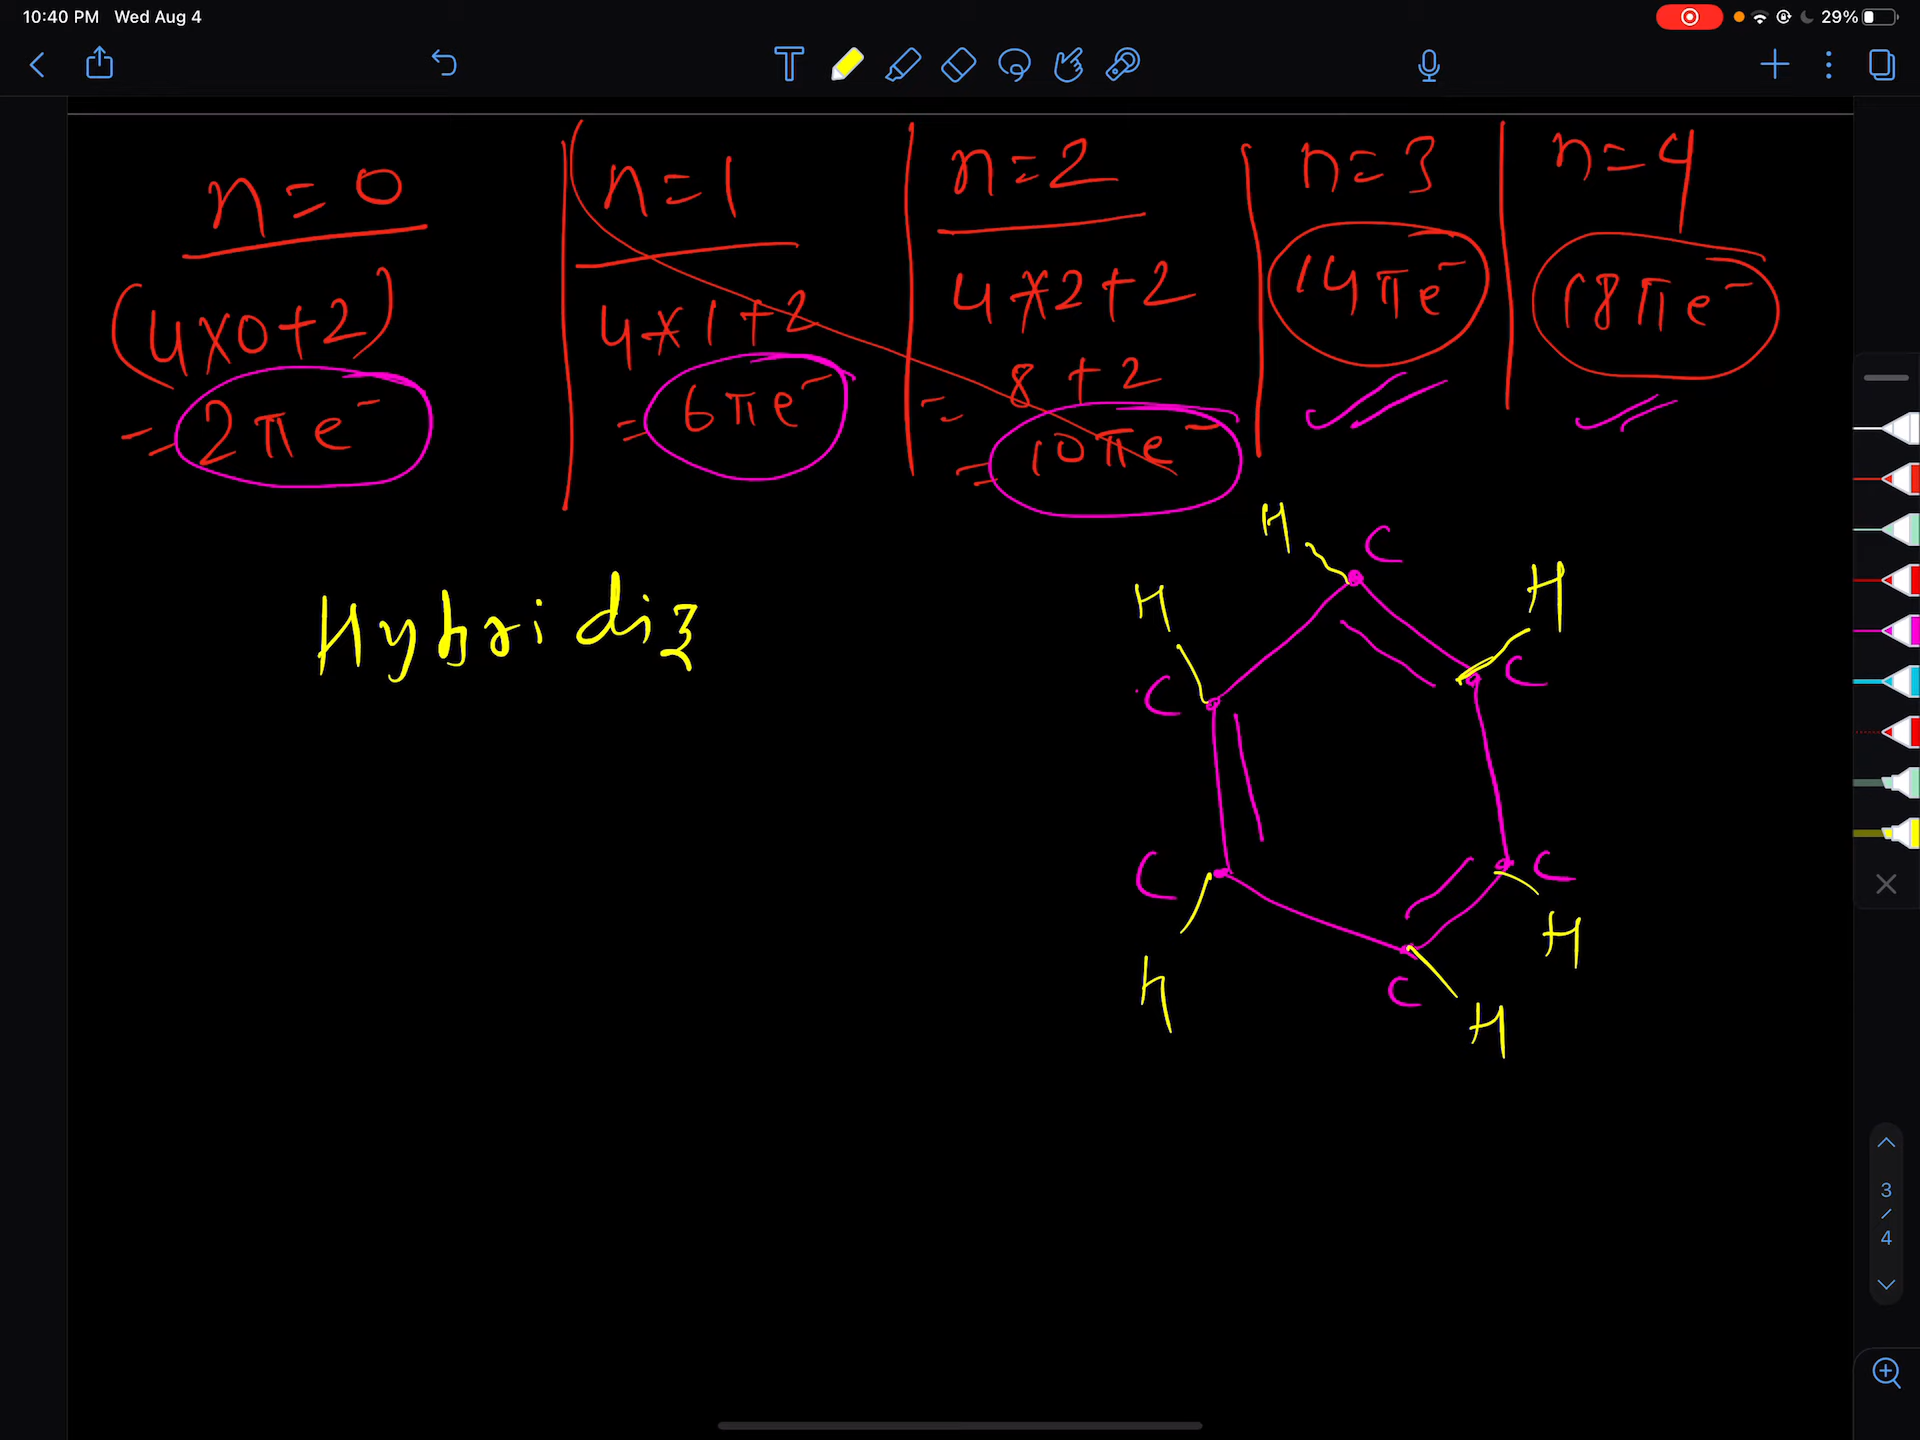 10:40 PM Wed Aug 4 29%
n=0 n=1 n=2 n=3 n=4
(4×0+2) 4*1+2 4*2+2 14πe⁻ 18πe⁻
=2πe⁻ =6πe⁻ = 8+2
=10πe⁻
H C
H H
C C
Hybridiz
C C
h C H
H
3
/
4